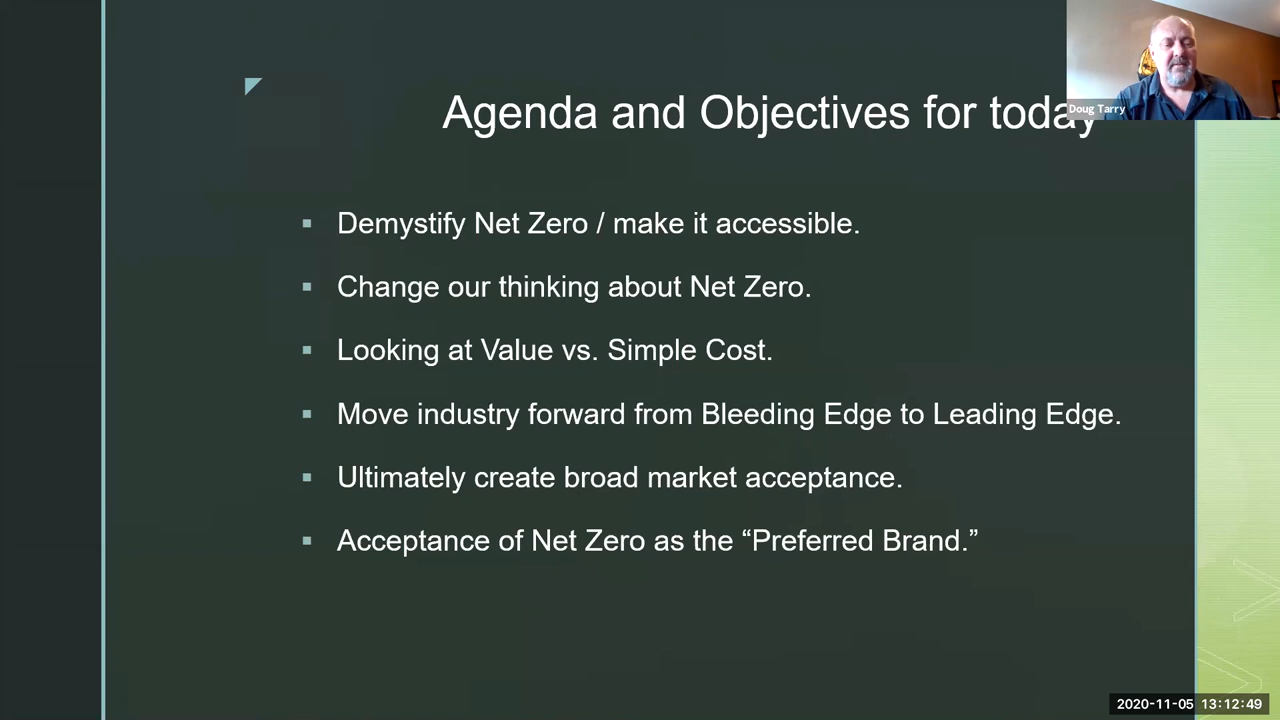 Agenda and Objectives for today
Doug Tarry
▪ Demystify Net Zero / make it accessible.
▪ Change our thinking about Net Zero.
▪ Looking at Value vs. Simple Cost.
▪ Move industry forward from Bleeding Edge to Leading Edge.
▪ Ultimately create broad market acceptance.
▪ Acceptance of Net Zero as the “Preferred Brand.”
2020-11-05 13:12:49